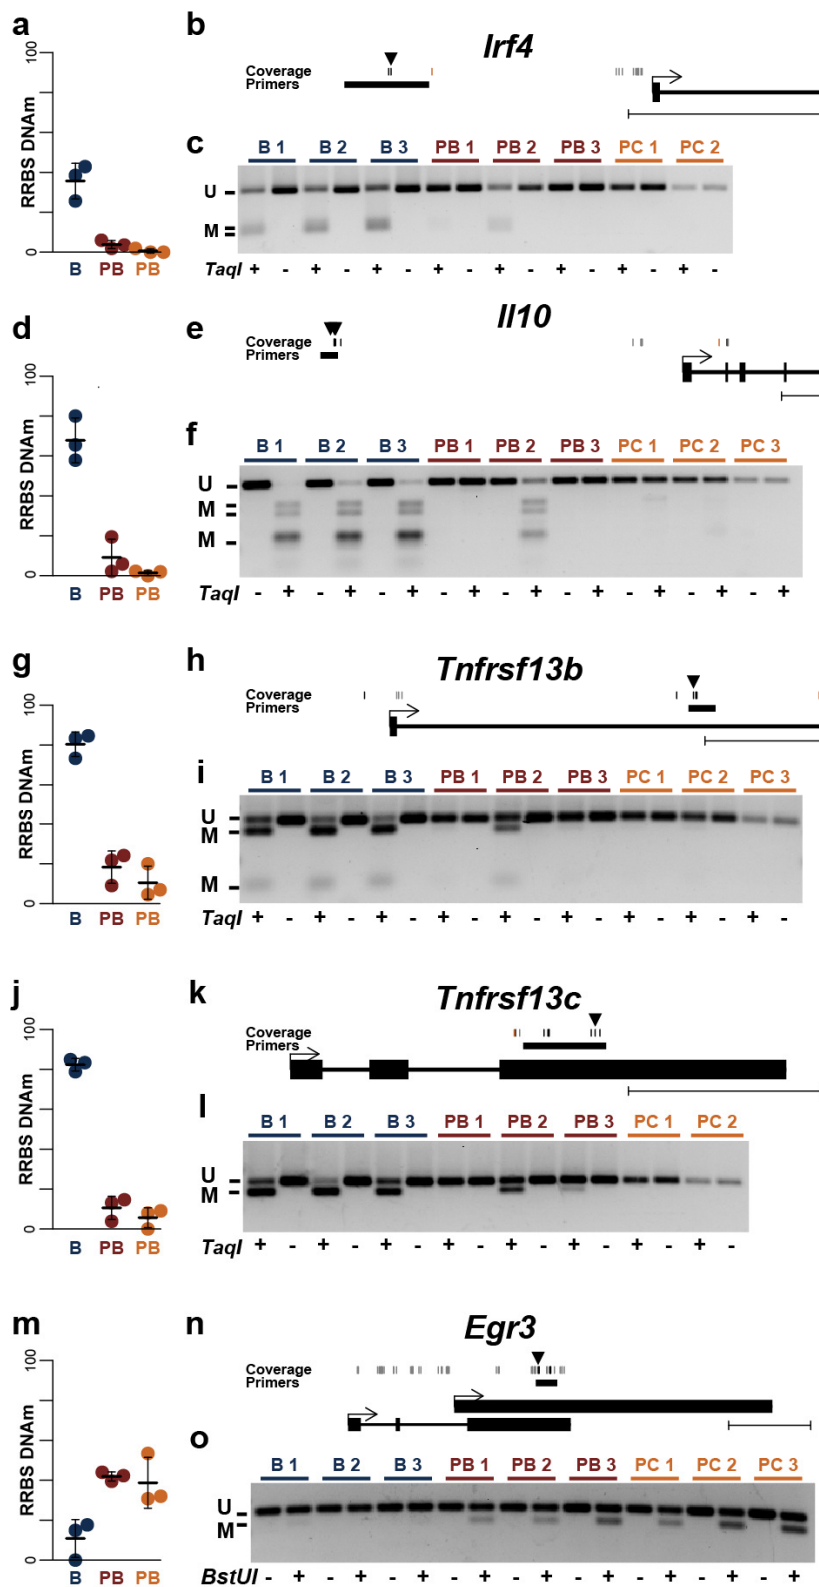 a
b
Irf4
100
RRBS DNAm
0
B PB PB
Coverage
Primers
c
B 1 B 2 B 3 PB 1 PB 2 PB 3 PC 1 PC 2
U
M
TaqI + - + - + - + - + - + - + - + -
d
e
Il10
100
RRBS DNAm
0
B PB PB
Coverage
Primers
f
B 1 B 2 B 3 PB 1 PB 2 PB 3 PC 1 PC 2 PC 3
U
M
M
TaqI - + - + - + - + - + - + - + - + - +
g
h
Tnfrsf13b
100
RRBS DNAm
0
B PB PB
Coverage
Primers
i
B 1 B 2 B 3 PB 1 PB 2 PB 3 PC 1 PC 2 PC 3
U
M
M
TaqI + - + - + - + - + - + - + - + - + -
j
k
Tnfrsf13c
100
RRBS DNAm
0
B PB PB
Coverage
Primers
l
B 1 B 2 B 3 PB 1 PB 2 PB 3 PC 1 PC 2
U
M
TaqI + - + - + - + - + - + - + - + -
m
n
Egr3
100
RRBS DNAm
0
B PB PB
Coverage
Primers
o
B 1 B 2 B 3 PB 1 PB 2 PB 3 PC 1 PC 2 PC 3
U
M
BstUI - + - + - + - + - + - + - + - + - +